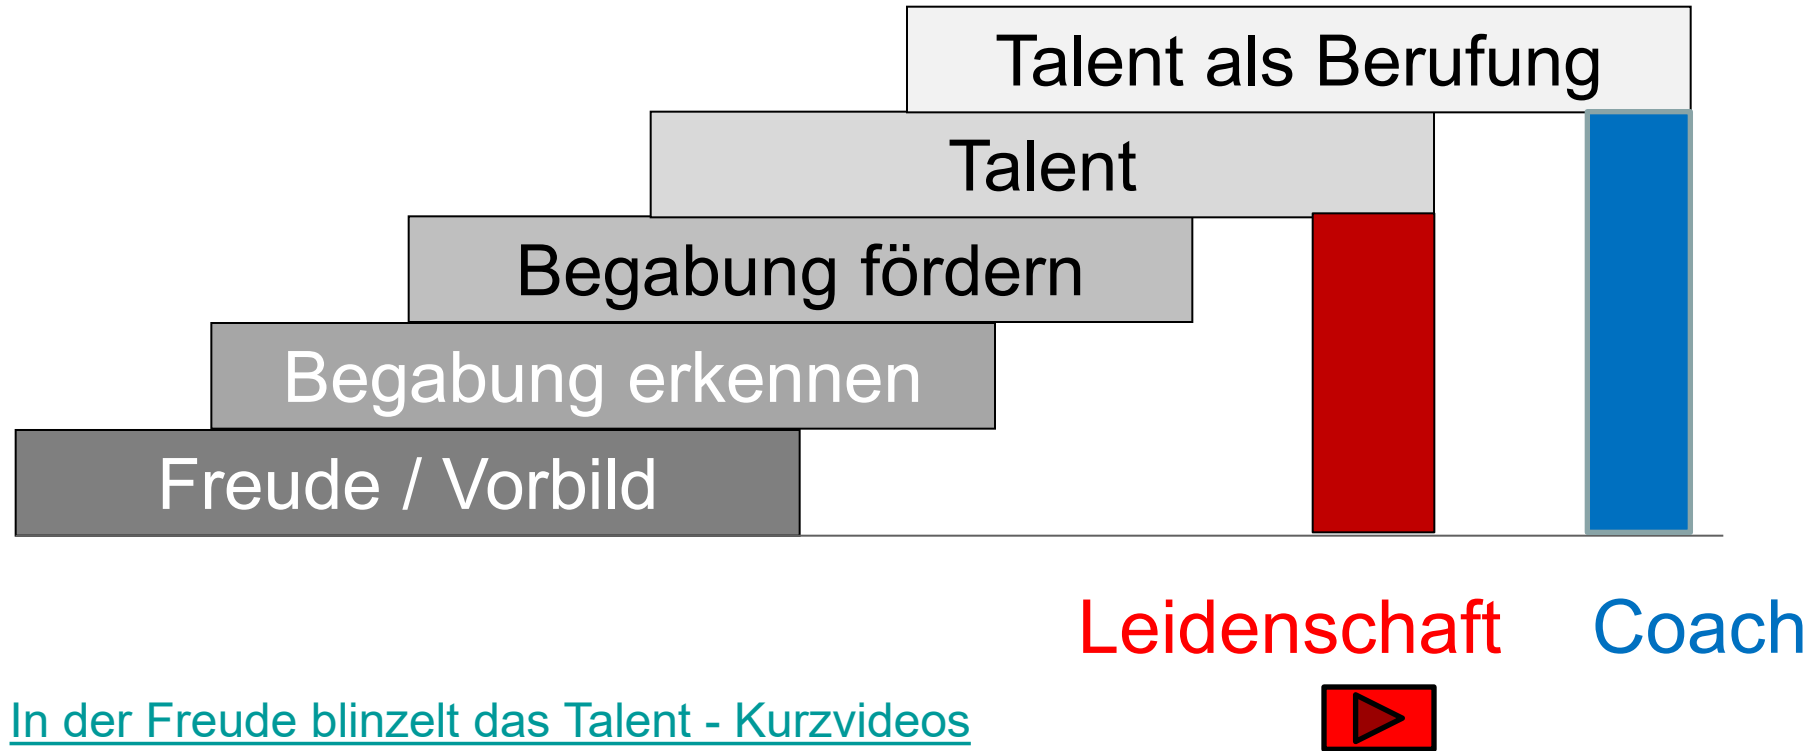 Talent als Berufung
Talent
Begabung fördern
Begabung erkennen
Freude / Vorbild
Leidenschaft Coach
In der Freude blinzelt das Talent - Kurzvideos